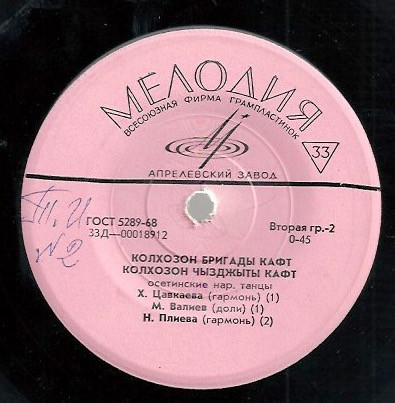 МЕЛОДИЯ
ВСЕСОЮЗНАЯ ФИРМА ГРАМПЛАСТИНОК
33
АПРЕЛЕВСКИЙ ЗАВОД
ГОСТ 5289-68
33Д—00018912
Вторая гр.-2
0-45
№2
КОЛХОЗОН БРИГАДЫ КАФТ
КОЛХОЗОН ЧЫЗДЖЫТЫ КАФТ
осетинские нар. танцы
Х. Цавкаева (гармонь) (1)
М. Валиев (доли) (1)
Н. Плиева (гармонь) (2)